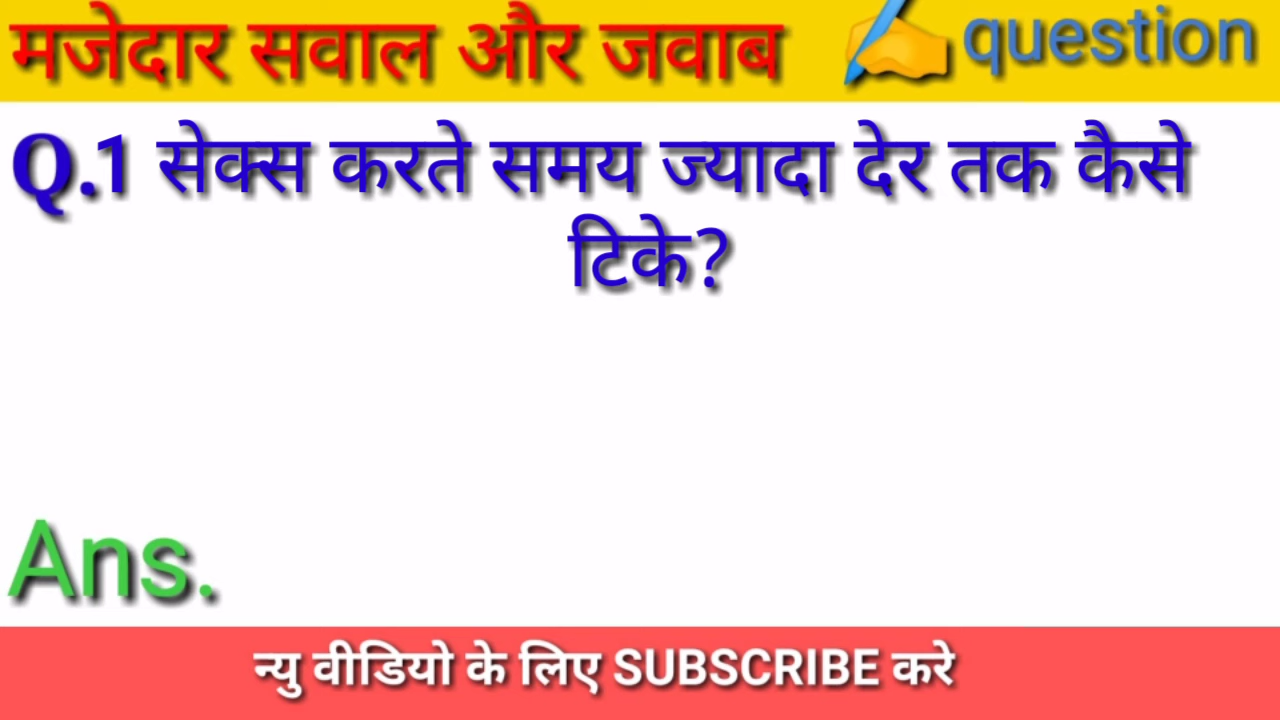 मजेदार सवाल और जवाब ✍ question
Q.1 सेक्स करते समय ज्यादा देर तक कैसे
टिके?
Ans.
न्यु वीडियो के लिए SUBSCRIBE करे